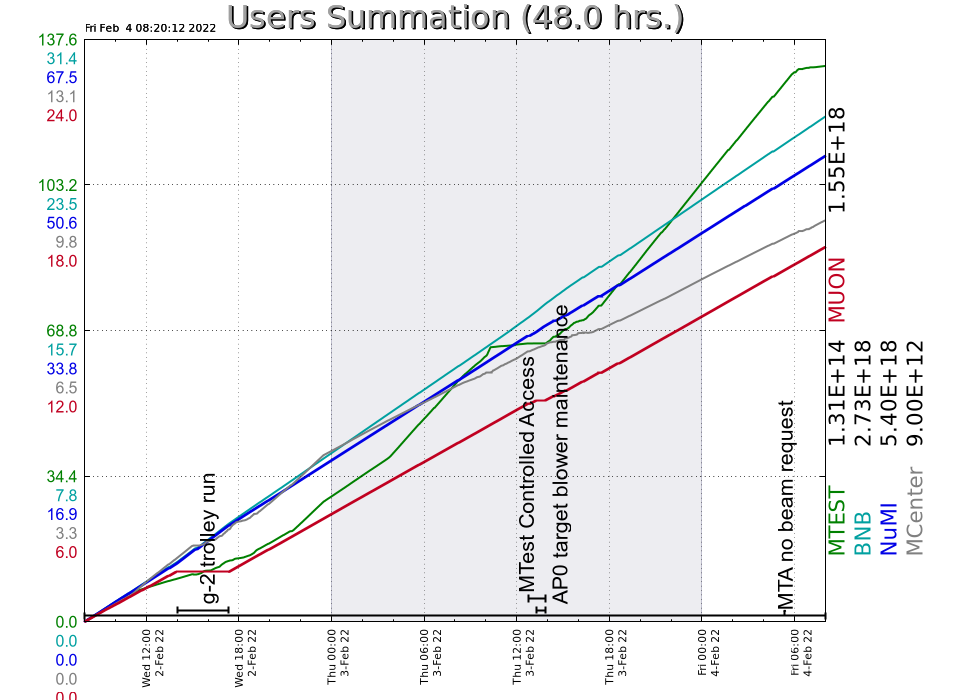 Users Summation (48.0 hrs.)
Fri Feb 4 08:20:12 2022
137.6
31.4
67.5
13.1
24.0
103.2
23.5
50.6
9.8
18.0
68.8
15.7
33.8
6.5
12.0
34.4
7.8
16.9
3.3
6.0
0.0
0.0
0.0
0.0
0.0
g-2 trolley run
MTest Controlled Access
AP0 target blower maintenance
MTA no beam request
Wed 12:00
2-Feb 22
Wed 18:00
2-Feb 22
Thu 00:00
3-Feb 22
Thu 06:00
3-Feb 22
Thu 12:00
3-Feb 22
Thu 18:00
3-Feb 22
Fri 00:00
4-Feb 22
Fri 06:00
4-Feb 22
MTEST 1.31E+14 MUON 1.55E+18
BNB 2.73E+18
NuMI 5.40E+18
MCenter 9.00E+12